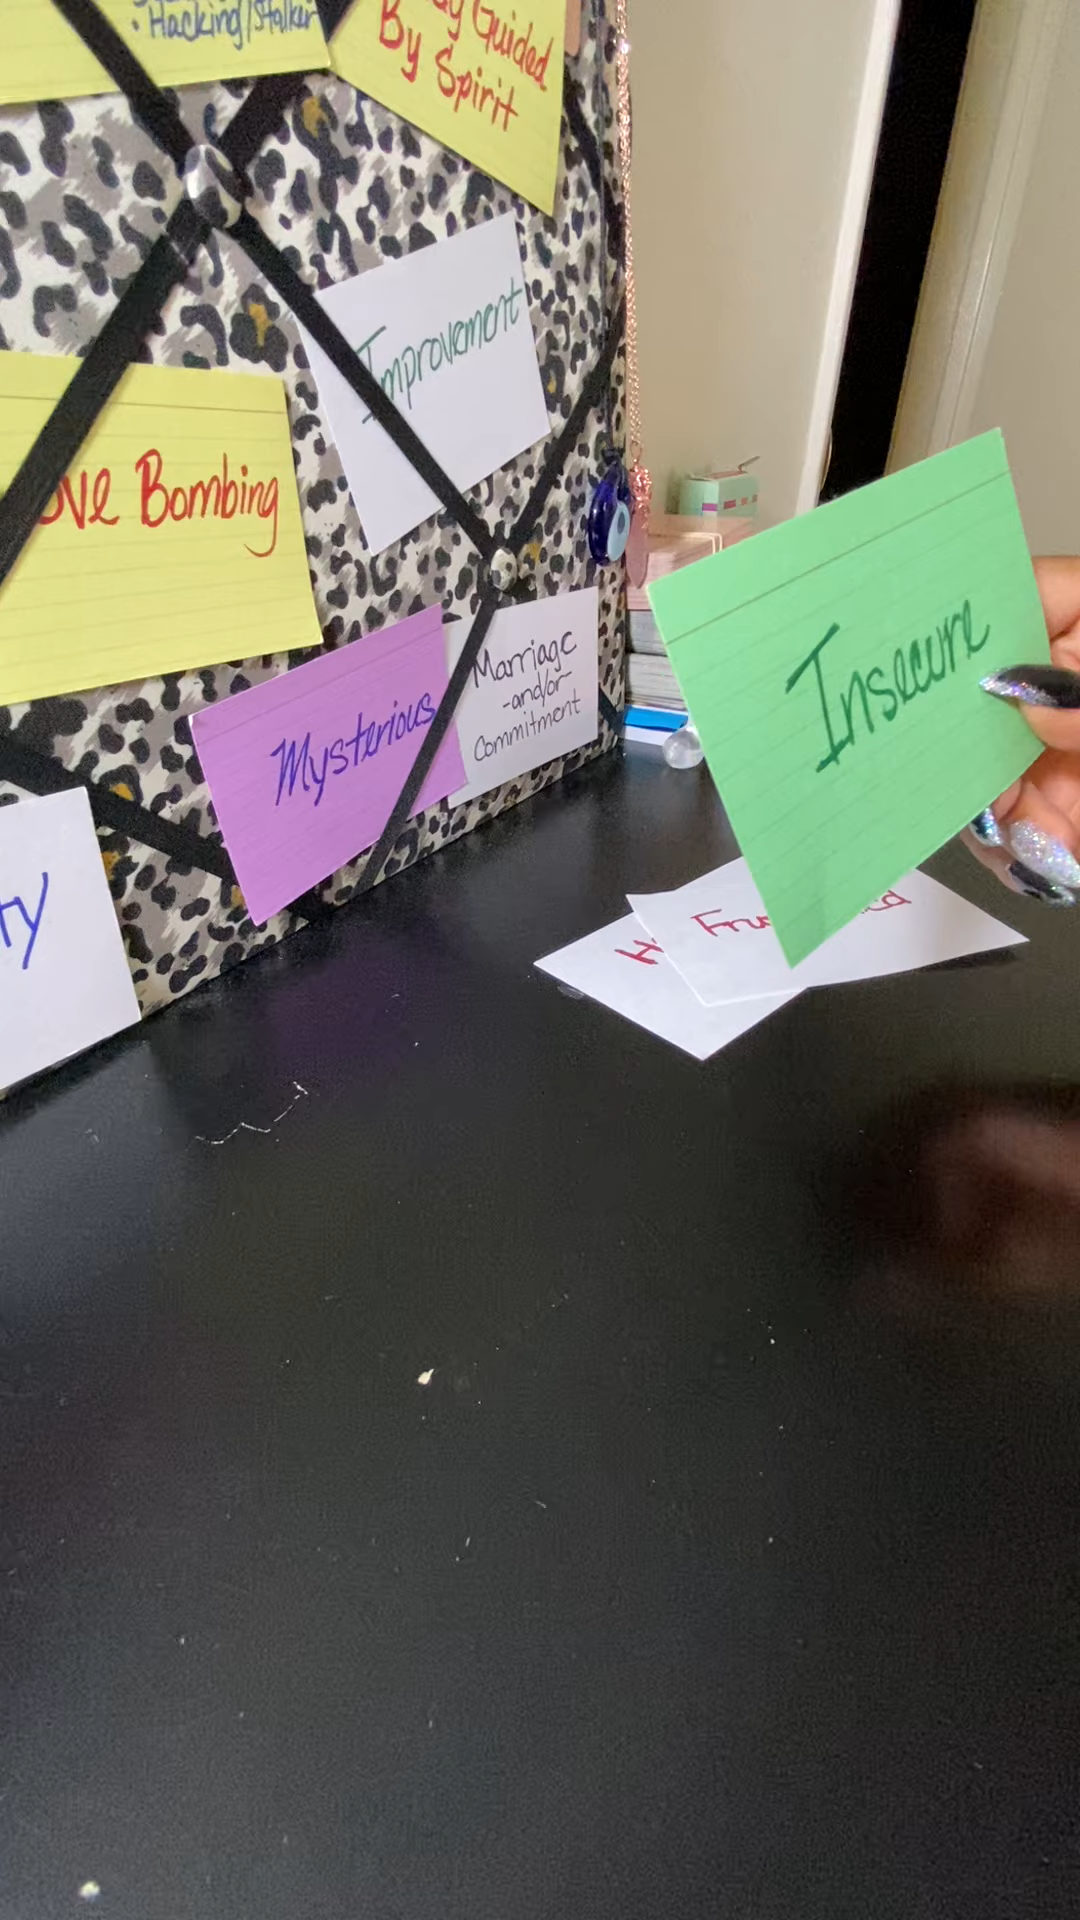 • Hacking/Stalker
Guided
By Spirit
Improvement
Bombing
Mysterious
Marriage
-and/or-
Commitment
Insecure